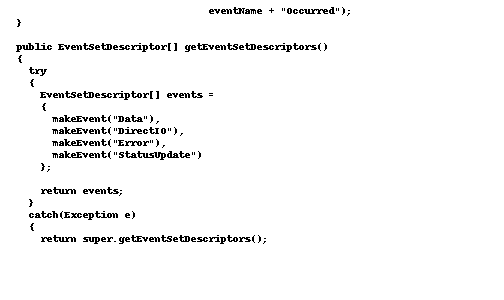 eventName + "Occurred");
}
public EventSetDescriptor[] getEventSetDescriptors()
{
try
{
EventSetDescriptor[] events =
{
makeEvent("Data"),
makeEvent("DirectIO"),
makeEvent("Error"),
makeEvent("StatusUpdate")
};
return events;
}
catch(Exception e)
{
return super.getEventSetDescriptors();